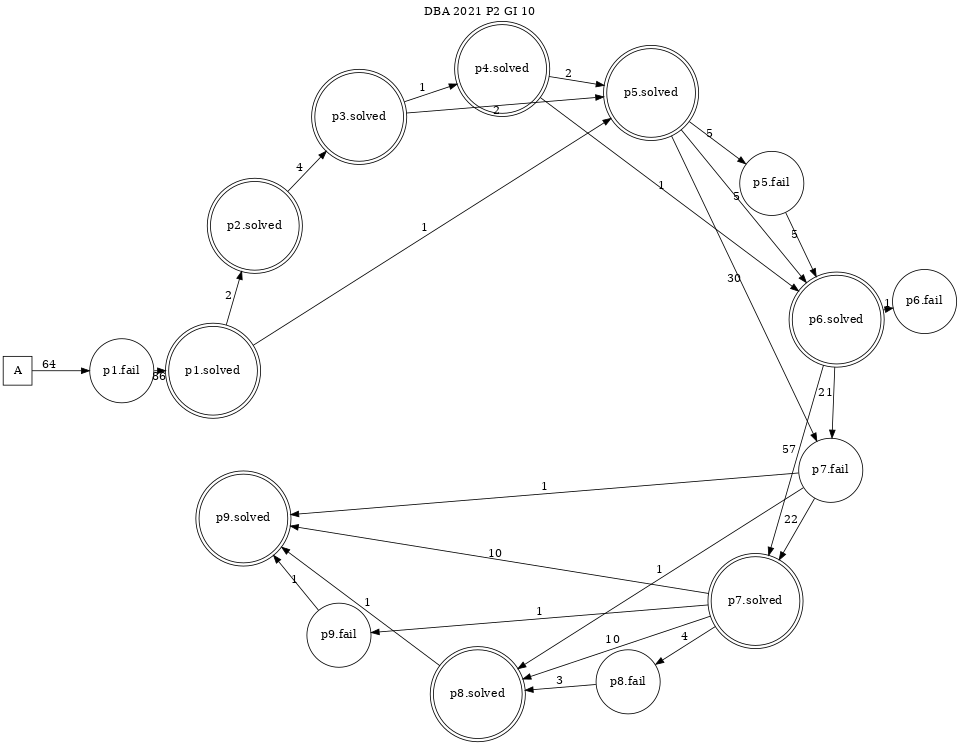 DBA 2021 P2 GI 10
p4.solved
p5.solved
p3.solved
1
2
2
4
5
p5.fail
p2.solved
1
5
1
5
30
2
p6.solved
1
p6.fail
A
64
p1.fail
86
p1.solved
21
57
p7.fail
1
22
p9.solved
10
1
p7.solved
1
1
1
10
4
p9.fail
3
p8.solved
p8.fail